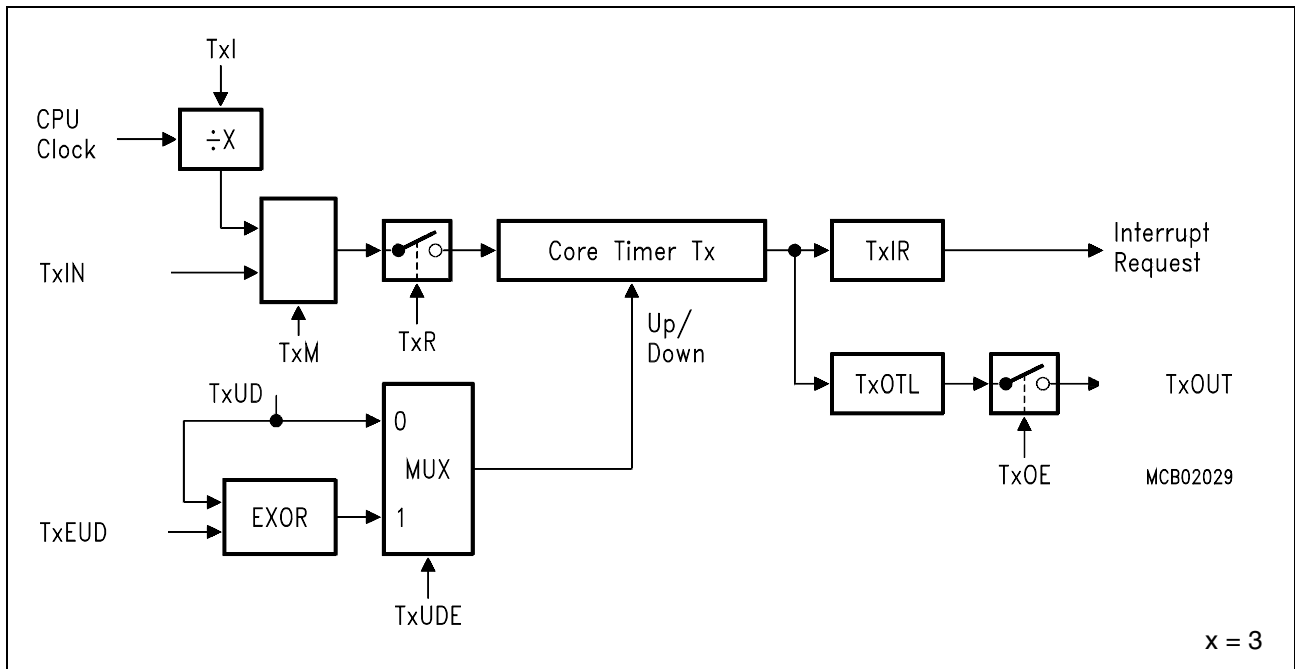 TxI
CPU
Clock
÷X
TxIN
TxM
TxR
Core Timer Tx
TxIR
Interrupt
Request
Up/
Down
TxOTL
TxOUT
TxOE
MCB02029
TxUD
0
MUX
1
EXOR
TxEUD
TxUDE
x = 3